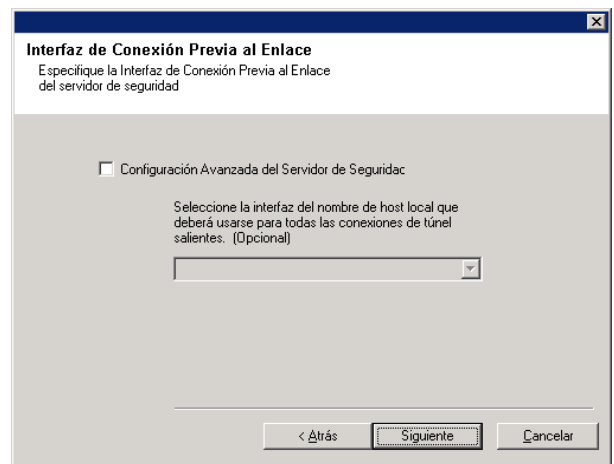 Interfaz de Conexión Previa al Enlace
Especifique la Interfaz de Conexión Previa al Enlace
del servidor de seguridad
Configuración Avanzada del Servidor de Seguridac
Seleccione la interfaz del nombre de host local que
deberá usarse para todas las conexiones de túnel
salientes. (Opcional)
< Atrás
Siguiente
Cancelar